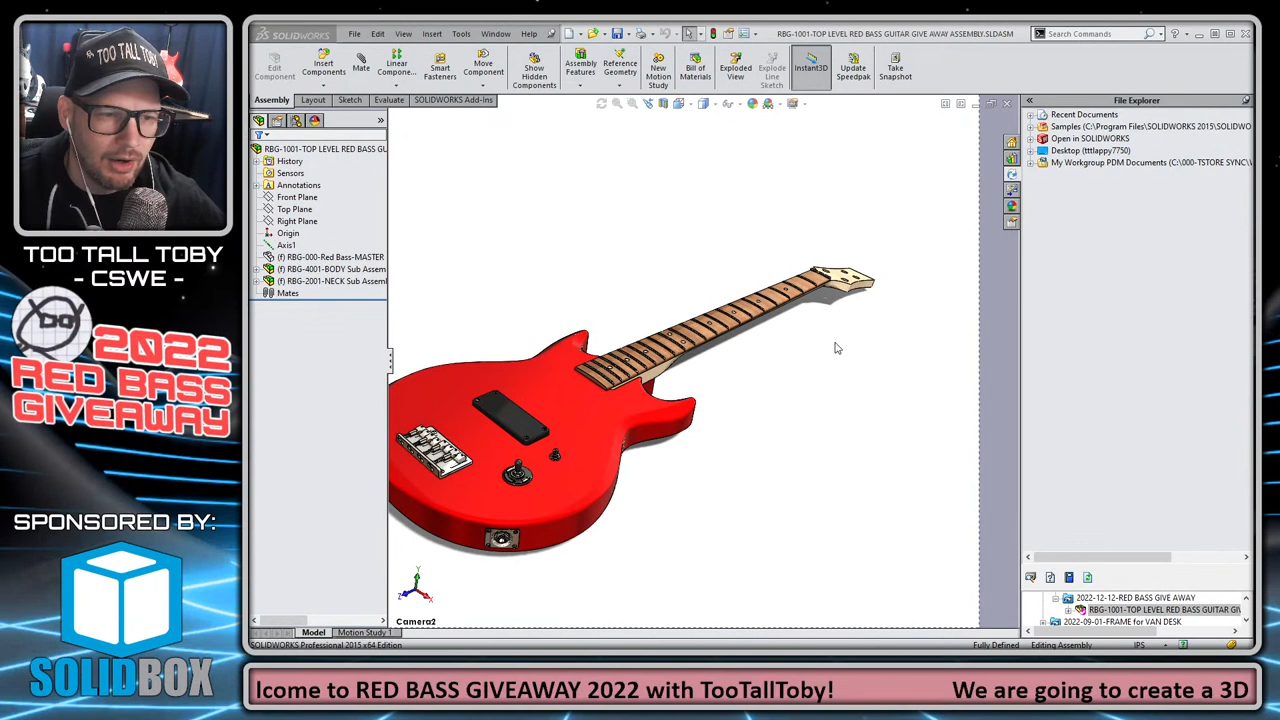 TOO TALL TOBY
TOO TALL TOBY
- CSWE -
2022
RED BASS
GIVEAWAY
SPONSORED BY:
SOLIDBOX
SOLIDWORKS
File Edit View Insert Tools Window Help
RBG-1001-TOP LEVEL RED BASS GUITAR GIVE AWAY ASSEMBLY.SLDASM
Search Commands
Edit Component
Insert Components
Mate
Linear Compone...
Smart Fasteners
Move Component
Show Hidden Components
Assembly Features
Reference Geometry
New Motion Study
Bill of Materials
Exploded View
Explode Line Sketch
Instant3D
Update Speedpak
Take Snapshot
Assembly Layout Sketch Evaluate SOLIDWORKS Add-Ins
RBG-1001-TOP LEVEL RED BASS GU
History
Sensors
Annotations
Front Plane
Top Plane
Right Plane
Origin
Axis1
(f) RBG-000-Red Bass-MASTER
(f) RBG-4001-BODY Sub Assem
(f) RBG-2001-NECK Sub Assem
Mates
Y
X
Z
Camera2
Model Motion Study 1
SOLIDWORKS Professional 2015 x64 Edition
Fully Defined
Editing Assembly
IPS
File Explorer
Recent Documents
Samples (C:\Program Files\SOLIDWORKS 2015\SOLIDWO
Open in SOLIDWORKS
Desktop (tttlappy7750)
My Workgroup PDM Documents (C:\000-TSTORE SYNC\V
2022-12-12-RED BASS GIVE AWAY
RBG-1001-TOP LEVEL RED BASS GUITAR GIV
2022-09-01-FRAME for VAN DESK
lcome to RED BASS GIVEAWAY 2022 with TooTallToby! We are going to create a 3D